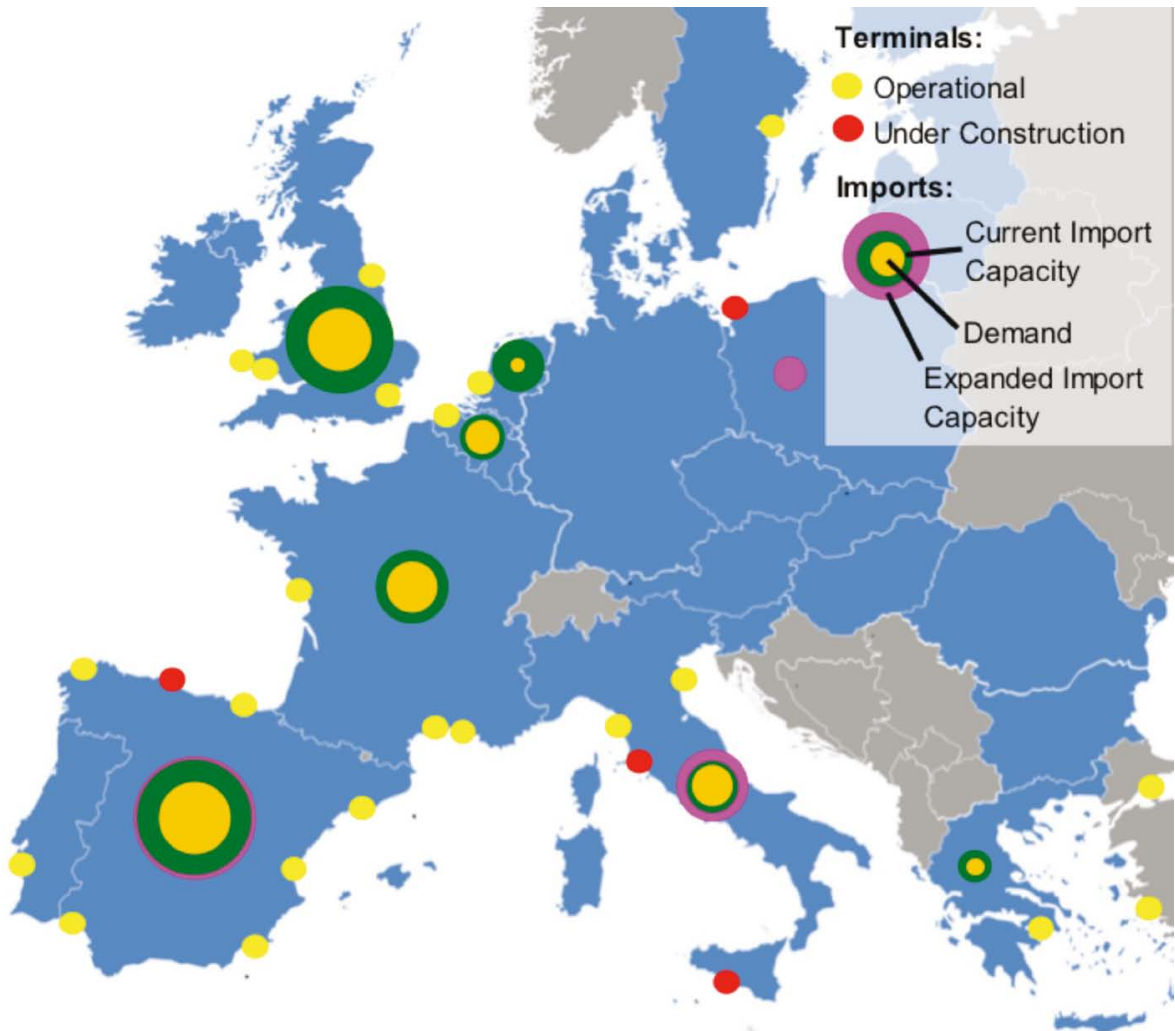 Terminals:
Operational
Under Construction
Imports:
Current Import
Capacity
Demand
Expanded Import
Capacity